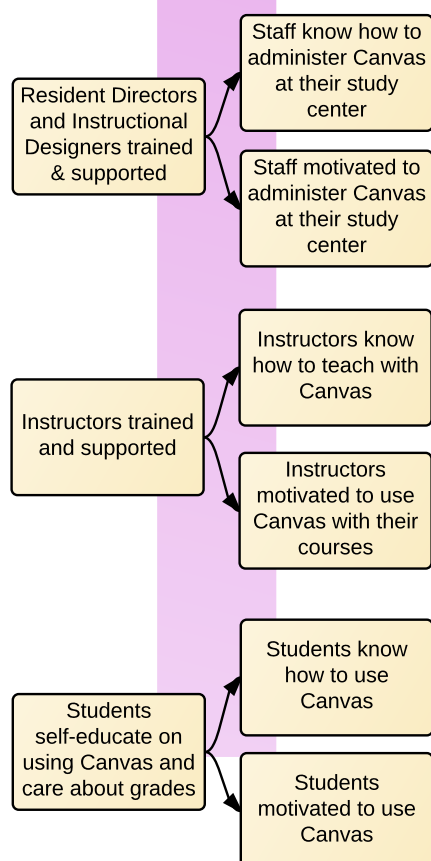 Resident Directors
and Instructional
Designers trained
& supported
Staff know how to
administer Canvas
at their study
center
Staff motivated to
administer Canvas
at their study
center
Instructors trained
and supported
Instructors know
how to teach with
Canvas
Instructors
motivated to use
Canvas with their
courses
Students
self-educate on
using Canvas and
care about grades
Students know
how to use
Canvas
Students
motivated to use
Canvas